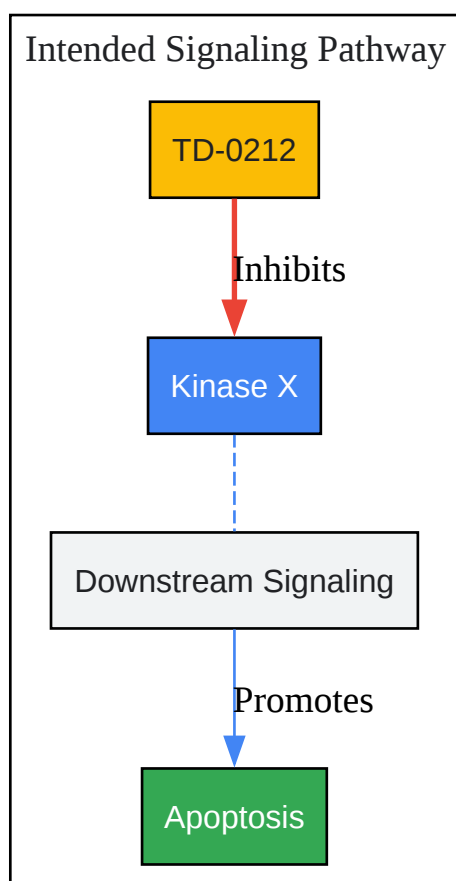 Intended Signaling Pathway
TD-0212
Inhibits
Kinase X
Downstream Signaling
Promotes
Apoptosis